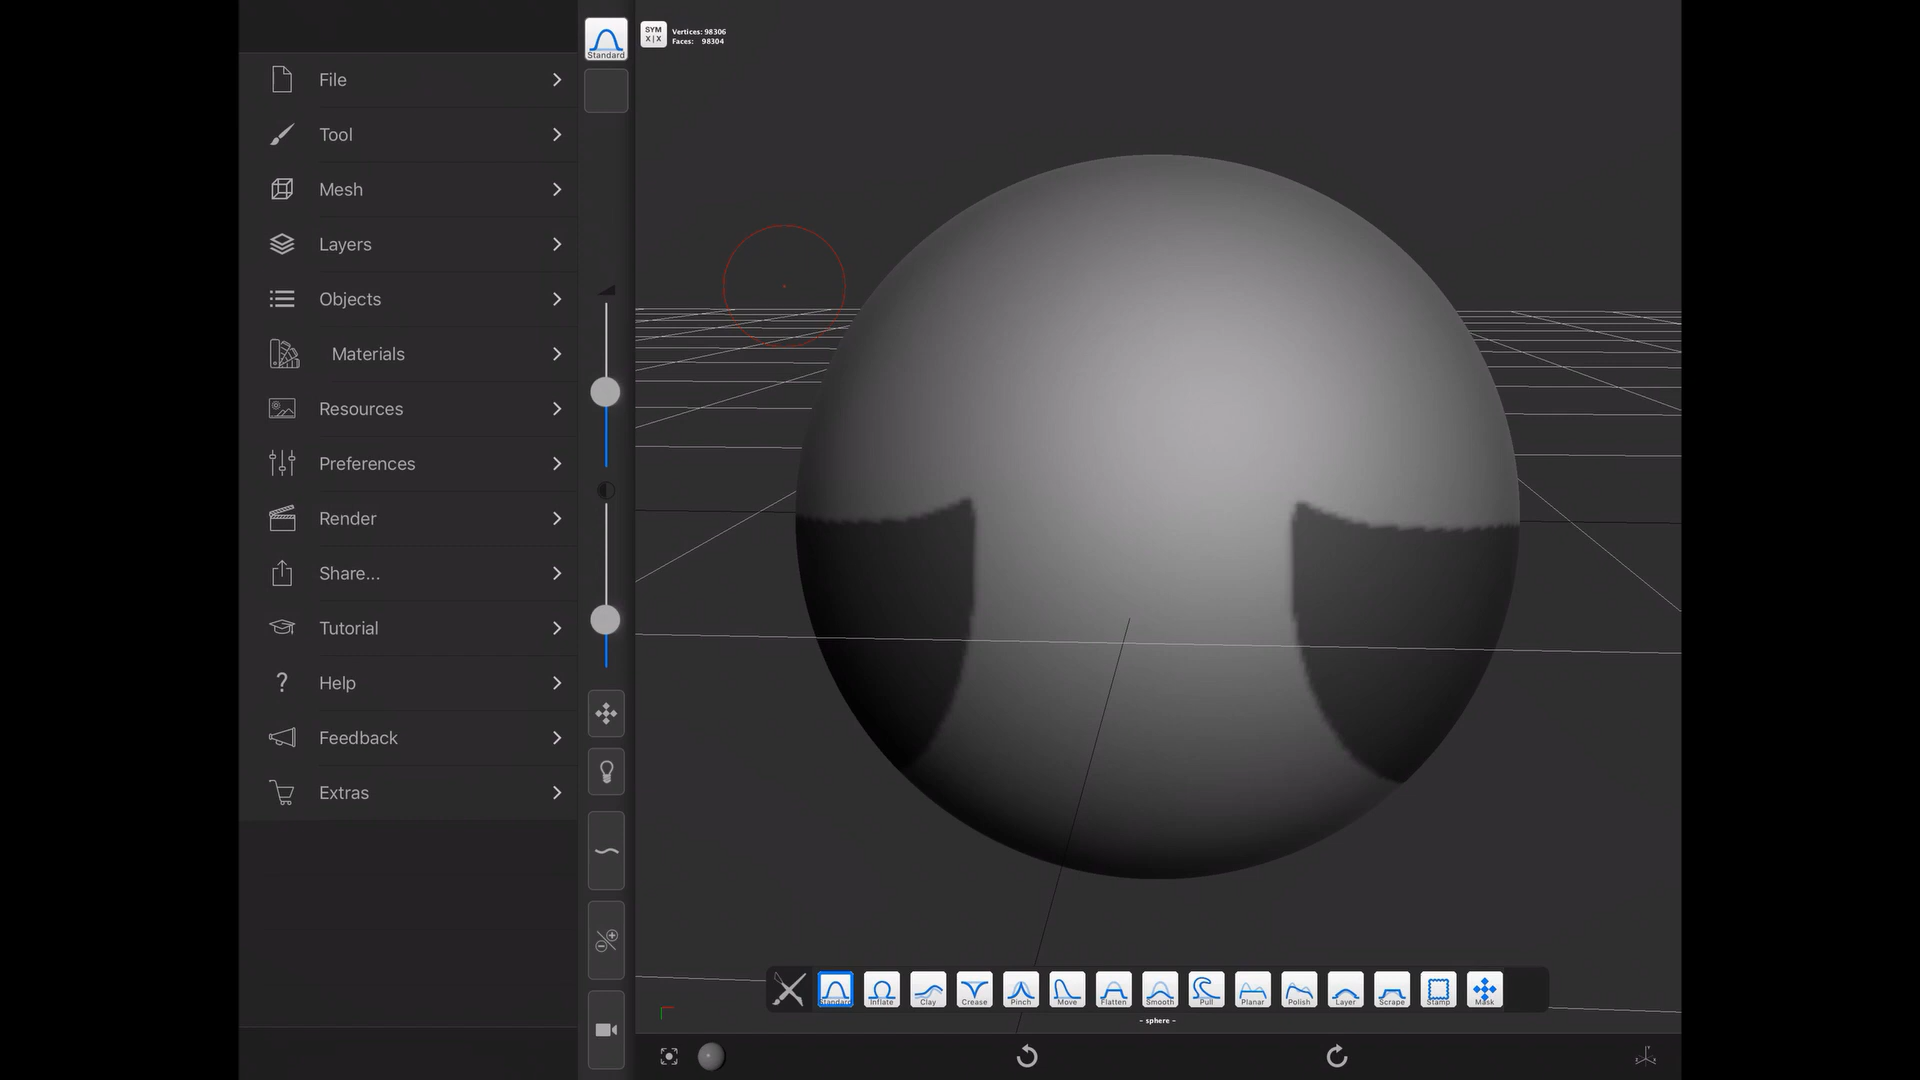 Standard
SYM
X|X
Vertices: 98306
Faces: 98304
File
Tool
Mesh
Layers
Objects
Materials
Resources
Preferences
Render
Share...
Tutorial
Help
Feedback
Extras
Standard Inflate Clay Crease Pinch Move Flatten Smooth Pull Planar Polish Layer Scrape Stamp Mask
- sphere -